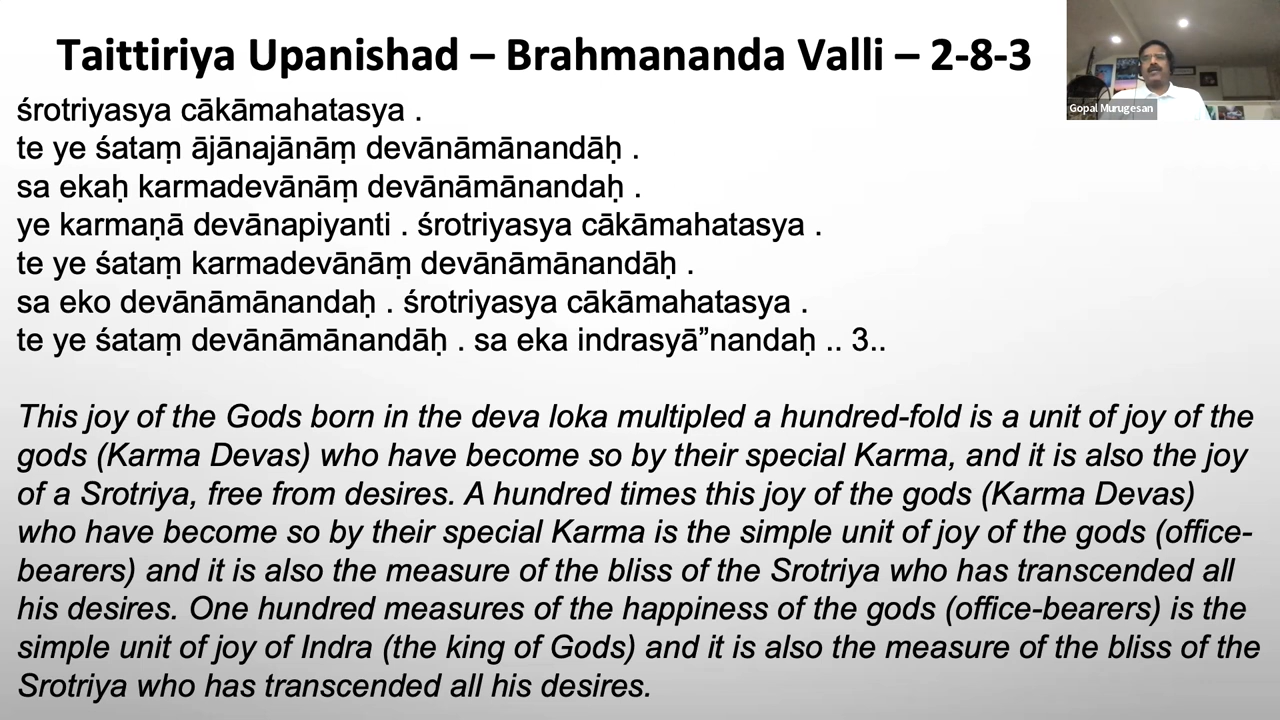 Taittiriya Upanishad – Brahmananda Valli – 2-8-3
Gopal Murugesan
śrotriyasya cākāmahatasya .
te ye śataṃ ājānajānāṃ devānāmānandāḥ .
sa ekaḥ karmadevānāṃ devānāmānandaḥ .
ye karmaṇā devānapiyanti . śrotriyasya cākāmahatasya .
te ye śataṃ karmadevānāṃ devānāmānandāḥ .
sa eko devānāmānandaḥ . śrotriyasya cākāmahatasya .
te ye śataṃ devānāmānandāḥ . sa eka indrasyā”nandaḥ .. 3..
This joy of the Gods born in the deva loka multipled a hundred-fold is a unit of joy of the
gods (Karma Devas) who have become so by their special Karma, and it is also the joy
of a Srotriya, free from desires. A hundred times this joy of the gods (Karma Devas)
who have become so by their special Karma is the simple unit of joy of the gods (office-
bearers) and it is also the measure of the bliss of the Srotriya who has transcended all
his desires. One hundred measures of the happiness of the gods (office-bearers) is the
simple unit of joy of Indra (the king of Gods) and it is also the measure of the bliss of the
Srotriya who has transcended all his desires.